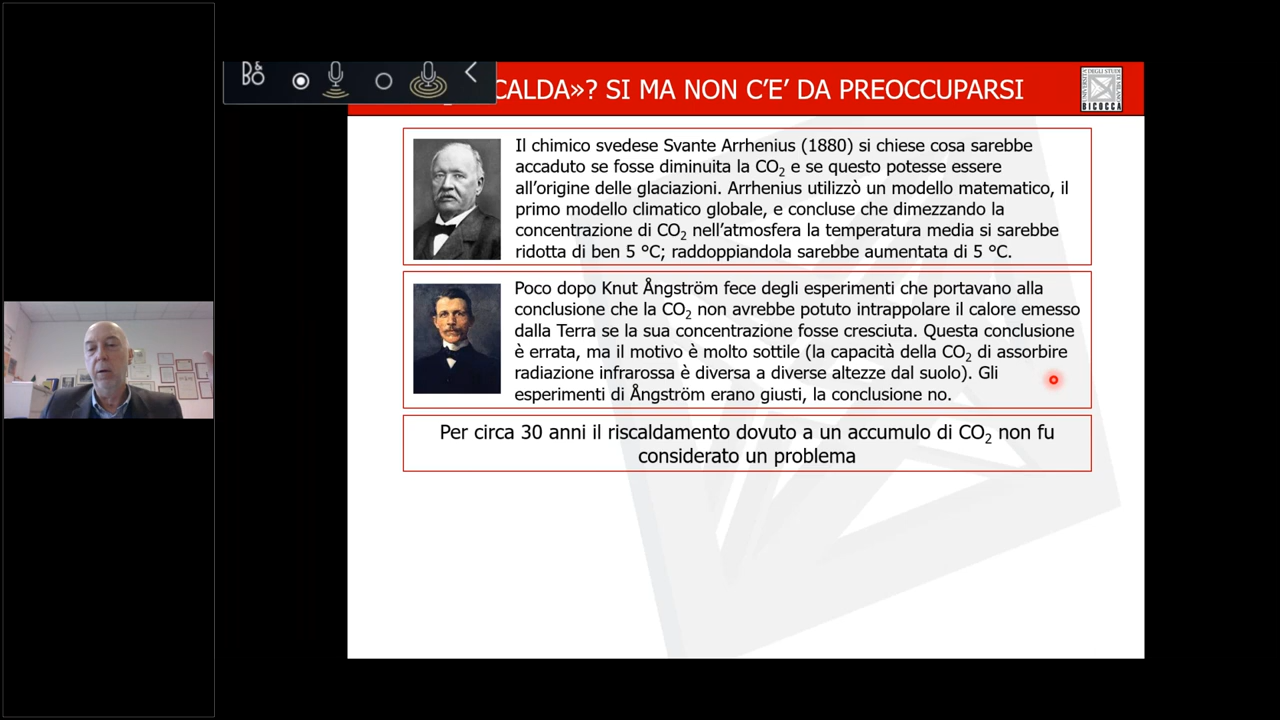 B&
BO
CALDA»? SI MA NON C'E' DA PREOCCUPARSI
BICOCCA
Il chimico svedese Svante Arrhenius (1880) si chiese cosa sarebbe
accaduto se fosse diminuita la CO₂ e se questo potesse essere
all'origine delle glaciazioni. Arrhenius utilizzò un modello matematico, il
primo modello climatico globale, e concluse che dimezzando la
concentrazione di CO₂ nell'atmosfera la temperatura media si sarebbe
ridotta di ben 5 °C; raddoppiandola sarebbe aumentata di 5 °C.
Poco dopo Knut Ångström fece degli esperimenti che portavano alla
conclusione che la CO₂ non avrebbe potuto intrappolare il calore emesso
dalla Terra se la sua concentrazione fosse cresciuta. Questa conclusione
è errata, ma il motivo è molto sottile (la capacità della CO₂ di assorbire
radiazione infrarossa è diversa a diverse altezze dal suolo). Gli
esperimenti di Ångström erano giusti, la conclusione no.
Per circa 30 anni il riscaldamento dovuto a un accumulo di CO₂ non fu
considerato un problema